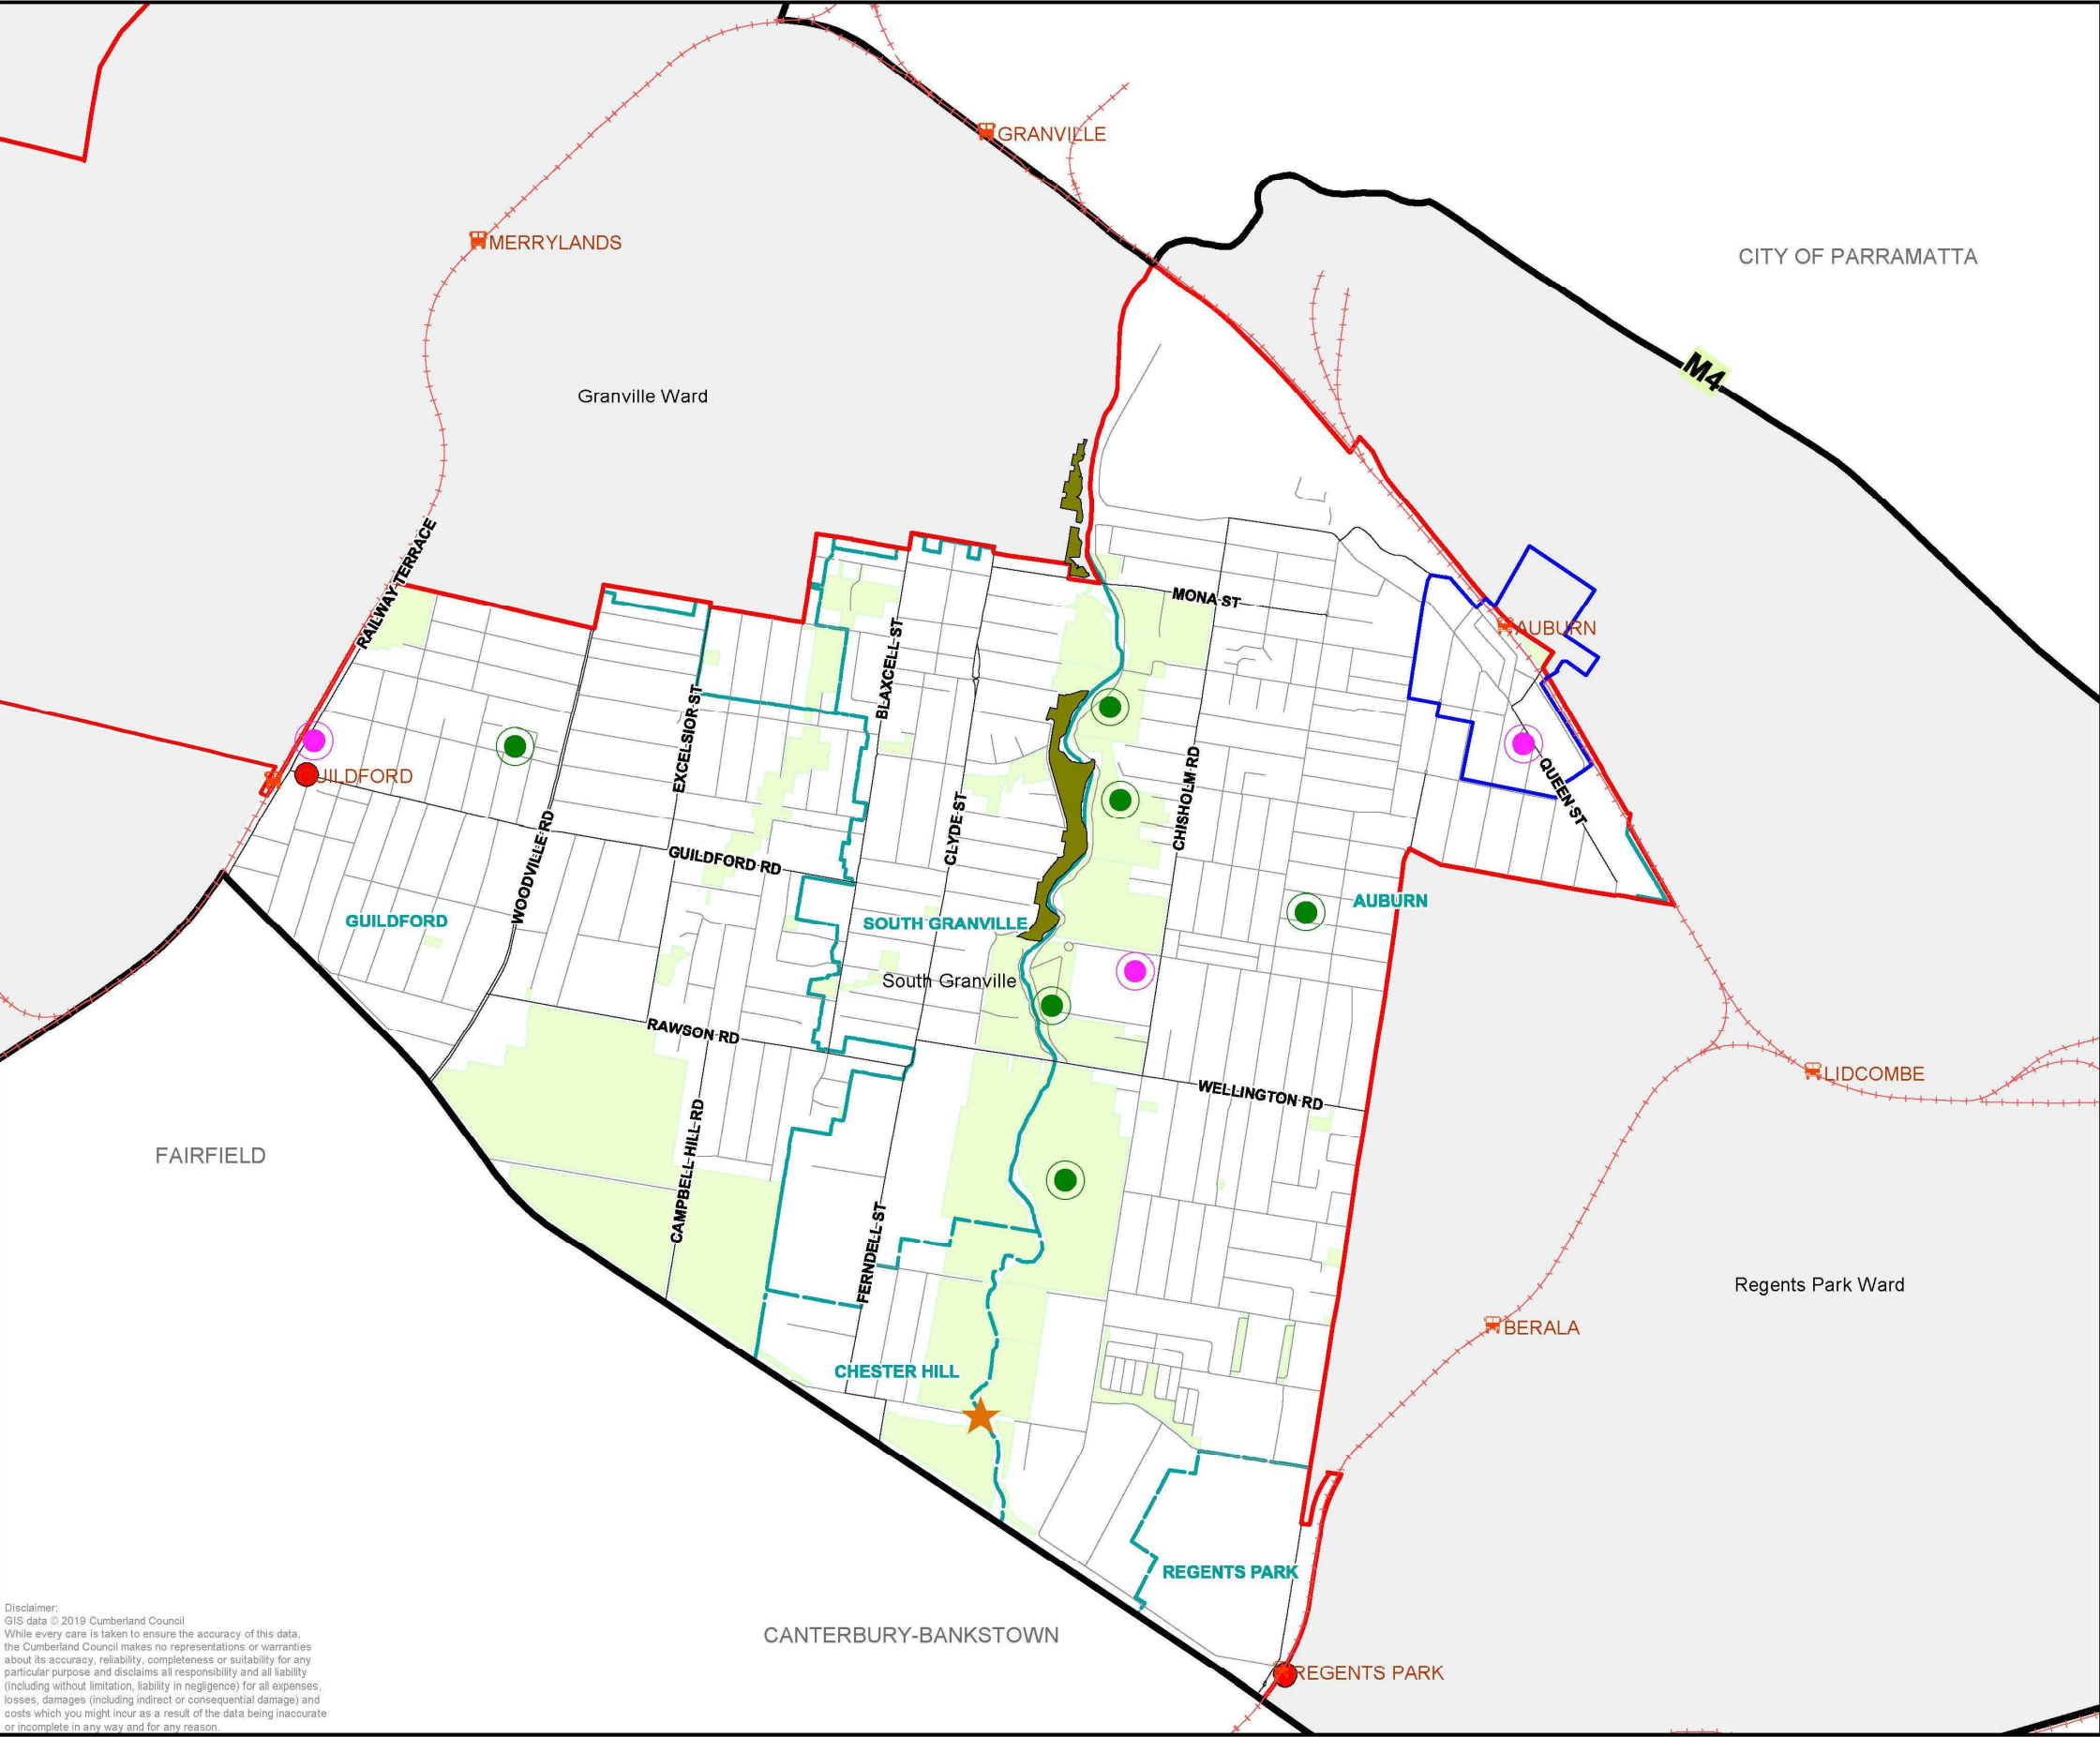 GRANVILLE
MERRYLANDS
CITY OF PARRAMATTA
M4
Granville Ward
RAILWAY TERRACE
MONA ST
AUBURN
BLAXCELL ST
EXCELSIOR ST
CHISHOLM RD
QUEEN ST
UILDFORD
CLYDE ST
WOODVILLE RD
GUILDFORD RD
AUBURN
GUILDFORD
SOUTH GRANVILLE
South Granville
RAWSON RD
LIDCOMBE
WELLINGTON RD
FAIRFIELD
CAMPBELL HILL RD
FERNDELL ST
Regents Park Ward
BERALA
CHESTER HILL
REGENTS PARK
CANTERBURY-BANKSTOWN
REGENTS PARK
Disclaimer:
GIS data © 2019 Cumberland Council
While every care is taken to ensure the accuracy of this data,
the Cumberland Council makes no representations or warranties
about its accuracy, reliability, completeness or suitability for any
particular purpose and disclaims all responsibility and all liability
(including without limitation, liability in negligence) for all expenses,
losses, damages (including indirect or consequential damage) and
costs which you might incur as a result of the data being inaccurate
or incomplete in any way and for any reason.